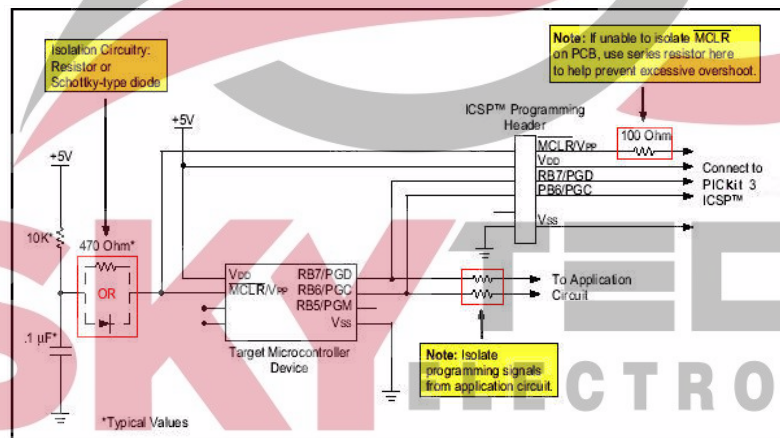 Isolation Circuitry:
Resistor or
Schottky-type diode
Note: If unable to isolate MCLR
on PCB, use series resistor here
to help prevent excessive overshoot.
+5V
ICSP™ Programming
Header
+5V
100 Ohm
MCLR/VPP
VDD
RB7/PGD
PB6/PGC
VSS
Connect to
PICkit 3
ICSP™
10K*
470 Ohm*
OR
VDD
MCLR/VPP
RB7/PGD
RB6/PGC
RB5/PGM
VSS
To Application
Circuit
.1 µF*
Target Microcontroller
Device
Note: Isolate
programming signals
from application circuit.
*Typical Values
SKY
TEC
ELECTRO